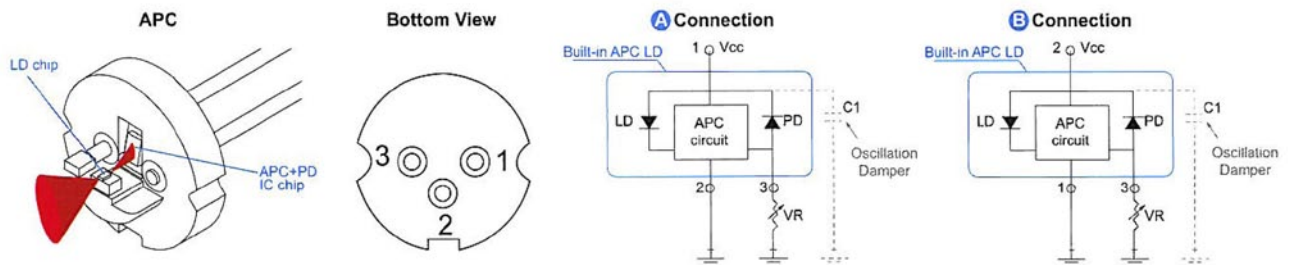 APC
LD chip
APC+PD
IC chip
Bottom View
3
1
2
A Connection
1
Vcc
Built-in APC LD
LD
APC
circuit
PD
C1
Oscillation
Damper
2
3
VR
B Connection
2
Vcc
Built-in APC LD
LD
APC
circuit
PD
C1
Oscillation
Damper
1
3
VR